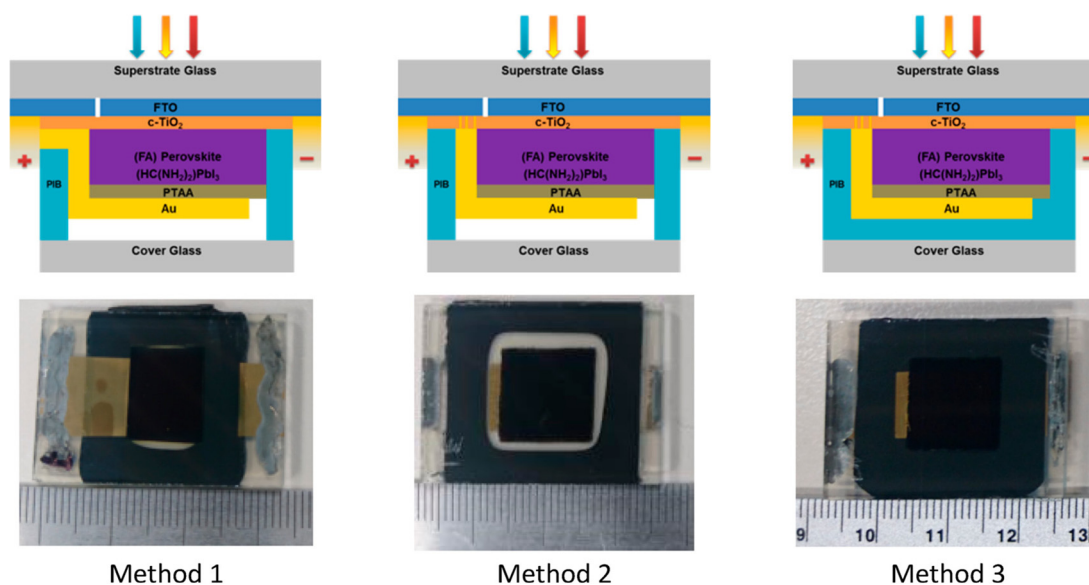 Superstrate Glass
FTO
c-TiO₂
+
−
(FA) Perovskite
(HC(NH₂)₂)PbI₃
PIB
PTAA
Au
Cover Glass
Superstrate Glass
FTO
c-TiO₂
+
−
(FA) Perovskite
(HC(NH₂)₂)PbI₃
PIB
PTAA
Au
Cover Glass
Superstrate Glass
FTO
c-TiO₂
+
−
(FA) Perovskite
(HC(NH₂)₂)PbI₃
PTAA
Au
Cover Glass
9 10 11 12 13
Method 1
Method 2
Method 3